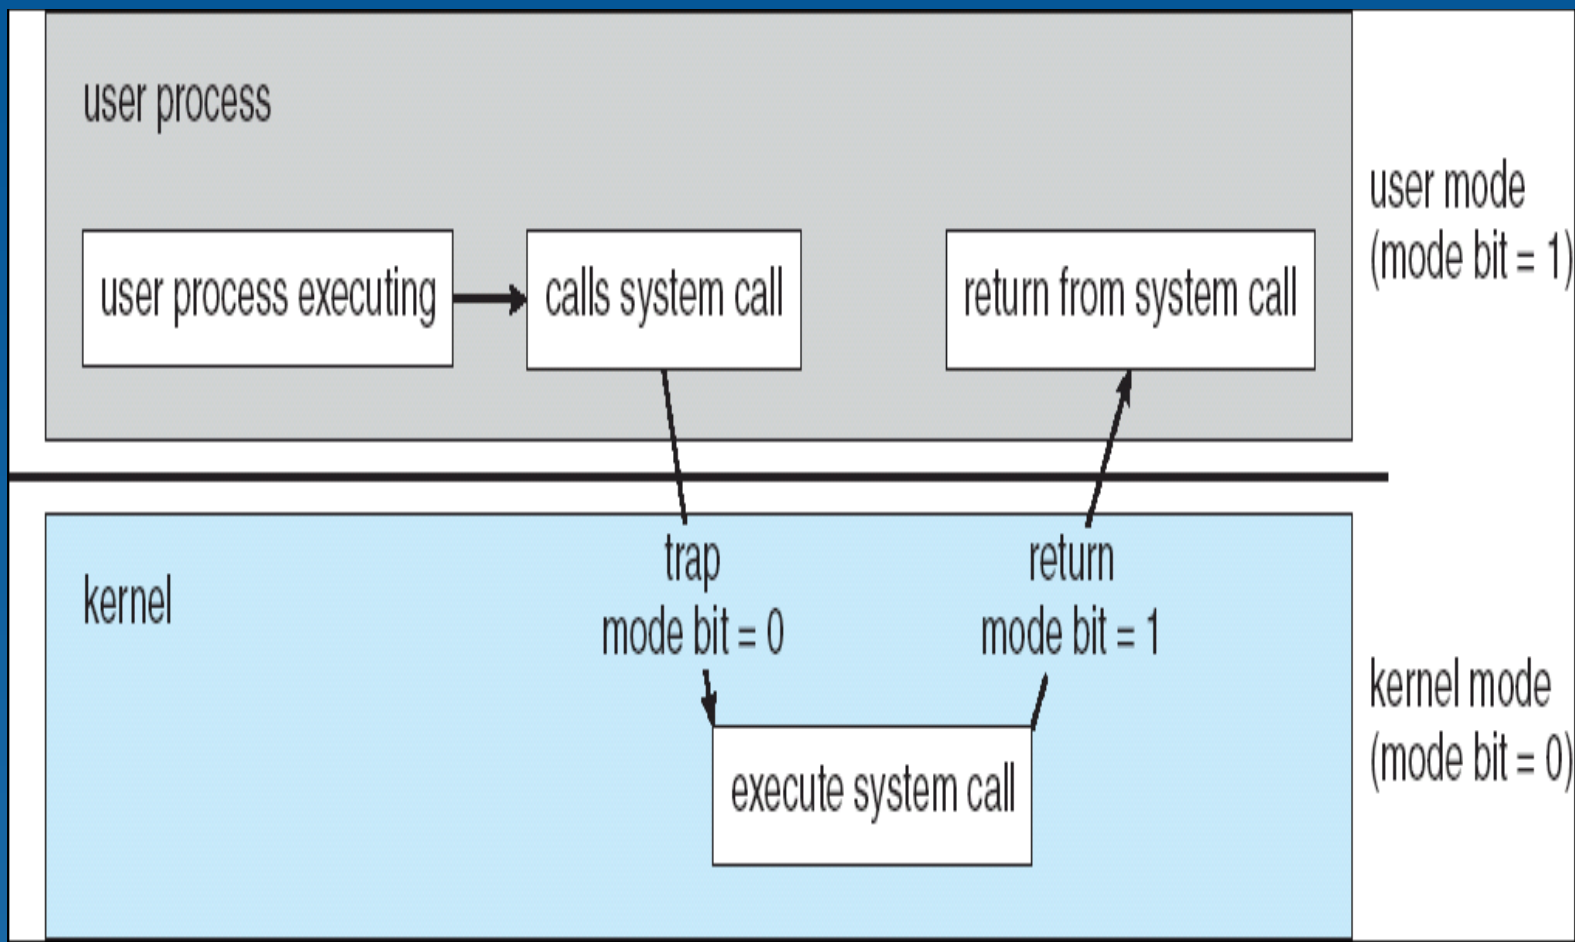 user process
user mode
(mode bit = 1)
user process executing
calls system call
return from system call
trap
mode bit = 0
return
mode bit = 1
kernel
kernel mode
(mode bit = 0)
execute system call